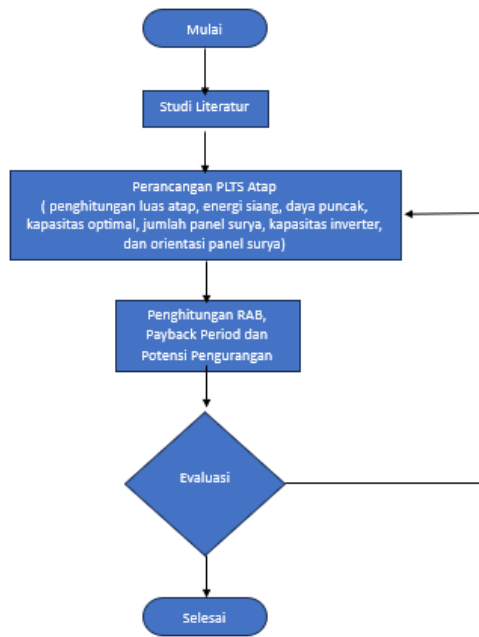 Mulai
Studi Literatur
Perancangan PLTS Atap
( penghitungan luas atap, energi siang, daya puncak,
kapasitas optimal, jumlah panel surya, kapasitas inverter,
dan orientasi panel surya)
Penghitungan RAB,
Payback Period dan
Potensi Pengurangan
Evaluasi
Selesai